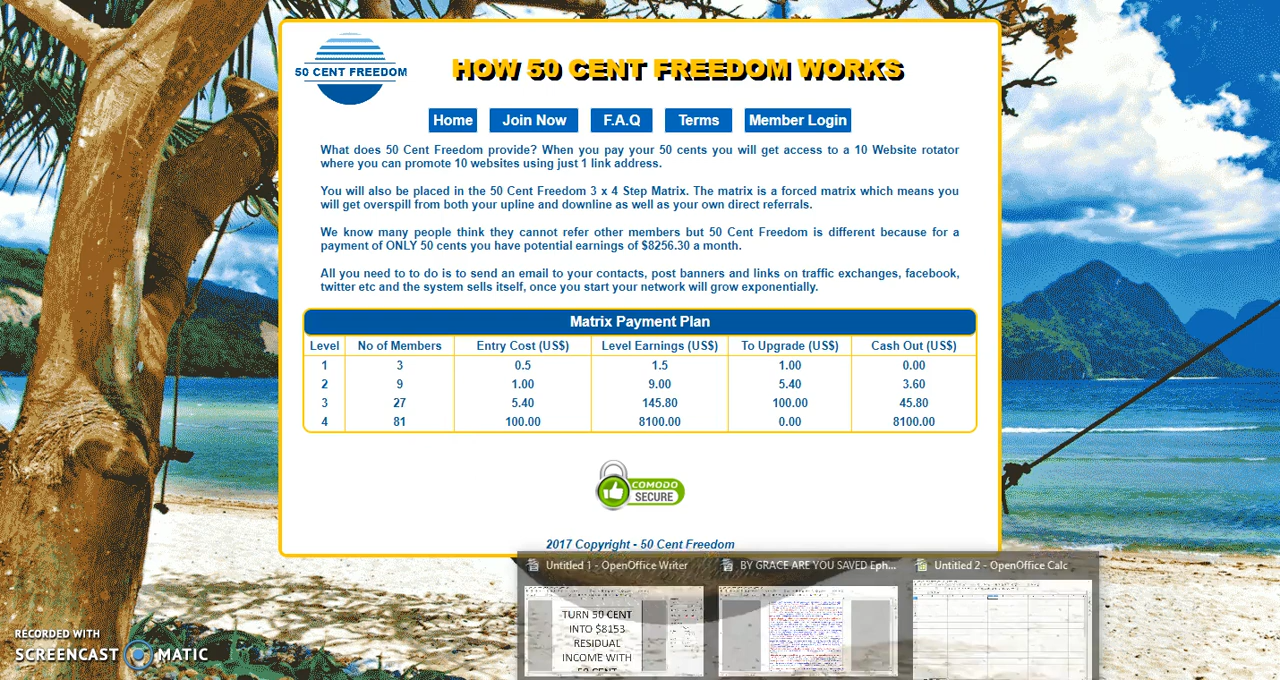 50 CENT FREEDOM
HOW 50 CENT FREEDOM WORKS
Home Join Now F.A.Q Terms Member Login
What does 50 Cent Freedom provide? When you pay your 50 cents you will get access to a 10 Website rotator
where you can promote 10 websites using just 1 link address.
You will also be placed in the 50 Cent Freedom 3 x 4 Step Matrix. The matrix is a forced matrix which means you
will get overspill from both your upline and downline as well as your own direct referrals.
We know many people think they cannot refer other members but 50 Cent Freedom is different because for a
payment of ONLY 50 cents you have potential earnings of $8256.30 a month.
All you need to to do is to send an email to your contacts, post banners and links on traffic exchanges, facebook,
twitter etc and the system sells itself, once you start your network will grow exponentially.
Matrix Payment Plan
Level No of Members Entry Cost (US$) Level Earnings (US$) To Upgrade (US$) Cash Out (US$)
1 3 0.5 1.5 1.00 0.00
2 9 1.00 9.00 5.40 3.60
3 27 5.40 145.80 100.00 45.80
4 81 100.00 8100.00 0.00 8100.00
COMODO
SECURE
2017 Copyright - 50 Cent Freedom
Untitled 1 - OpenOffice Writer BY GRACE ARE YOU SAVED Eph... Untitled 2 - OpenOffice Calc
TURN 50 CENT
INTO $8153
RESIDUAL
INCOME WITH
50 CENT
RECORDED WITH
SCREENCAST MATIC